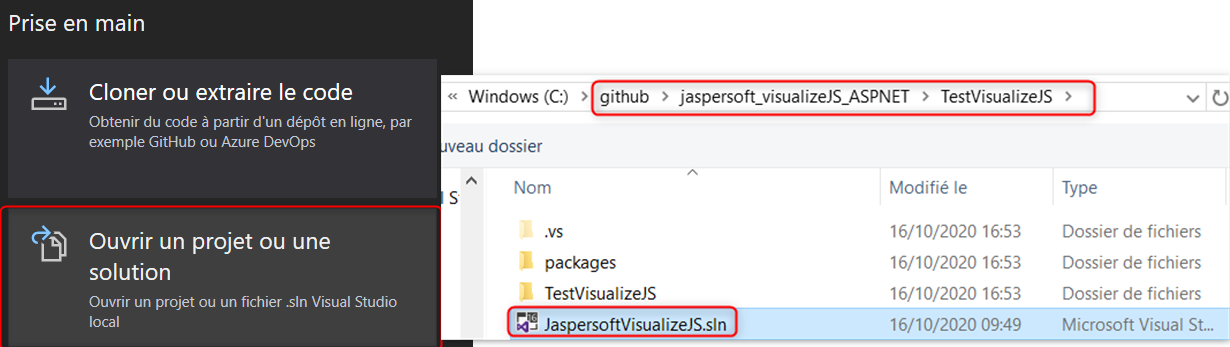 Prise en main
Cloner ou extraire le code
Obtenir du code à partir d'un dépôt en ligne, par
exemple GitHub ou Azure DevOps
Ouvrir un projet ou une
solution
Ouvrir un projet ou un fichier .sln Visual Studio
local
« Windows (C:) > github > jaspersoft_visualizeJS_ASPNET > TestVisualizeJS >
uveau dossier
Nom Modifié le Type
.vs 16/10/2020 16:53 Dossier de fichiers
packages 16/10/2020 16:53 Dossier de fichiers
TestVisualizeJS 16/10/2020 16:53 Dossier de fichiers
JaspersoftVisualizeJS.sln 16/10/2020 09:49 Microsoft Visual St...